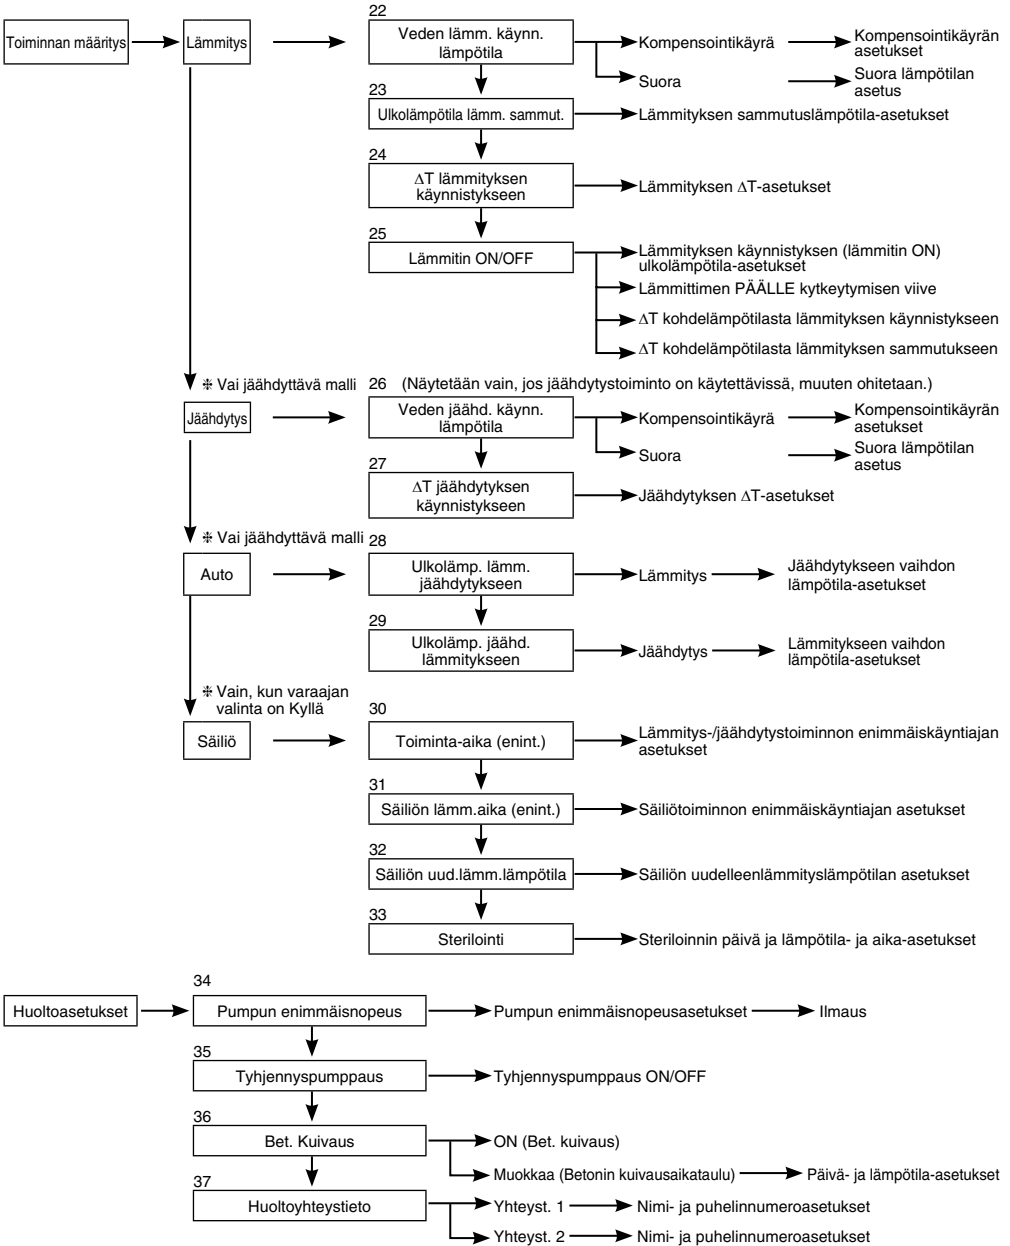 Toiminnan määritys
Lämmitys
22
Veden lämm. käynn.
lämpötila
Kompensointikäyrä
Kompensointikäyrän
asetukset
Suora
Suora lämpötilan
asetus
23
Ulkolämpötila lämm. sammut.
Lämmityksen sammutuslämpötila-asetukset
24
ΔT lämmityksen
käynnistykseen
Lämmityksen ΔT-asetukset
25
Lämmitin ON/OFF
Lämmityksen käynnistyksen (lämmitin ON)
ulkolämpötila-asetukset
Lämmittimen PÄÄLLE kytkeytymisen viive
ΔT kohdelämpötilasta lämmityksen käynnistykseen
ΔT kohdelämpötilasta lämmityksen sammutukseen
❉ Vai jäähdyttävä malli
26 (Näytetään vain, jos jäähdytystoiminto on käytettävissä, muuten ohitetaan.)
Jäähdytys
Veden jäähd. käynn.
lämpötila
Kompensointikäyrä
Kompensointikäyrän
asetukset
Suora
Suora lämpötilan
asetus
27
ΔT jäähdytyksen
käynnistykseen
Jäähdytyksen ΔT-asetukset
❉ Vai jäähdyttävä malli
28
Auto
Ulkolämp. lämm.
jäähdytykseen
Lämmitys
Jäähdytykseen vaihdon
lämpötila-asetukset
29
Ulkolämp. jäähd.
lämmitykseen
Jäähdytys
Lämmitykseen vaihdon
lämpötila-asetukset
❉ Vain, kun varaajan
valinta on Kyllä
30
Säiliö
Toiminta-aika (enint.)
Lämmitys-/jäähdytystoiminnon enimmäiskäyntiajan
asetukset
31
Säiliön lämm.aika (enint.)
Säiliötoiminnon enimmäiskäyntiajan asetukset
32
Säiliön uud.lämm.lämpötila
Säiliön uudelleenlämmityslämpötilan asetukset
33
Sterilointi
Steriloinnin päivä ja lämpötila- ja aika-asetukset
34
Huoltoasetukset
Pumpun enimmäisnopeus
Pumpun enimmäisnopeusasetukset
Ilmaus
35
Tyhjennyspumppaus
Tyhjennyspumppaus ON/OFF
36
Bet. Kuivaus
ON (Bet. kuivaus)
Muokkaa (Betonin kuivausaikataulu)
Päivä- ja lämpötila-asetukset
37
Huoltoyhteystieto
Yhteyst. 1
Nimi- ja puhelinnumeroasetukset
Yhteyst. 2
Nimi- ja puhelinnumeroasetukset